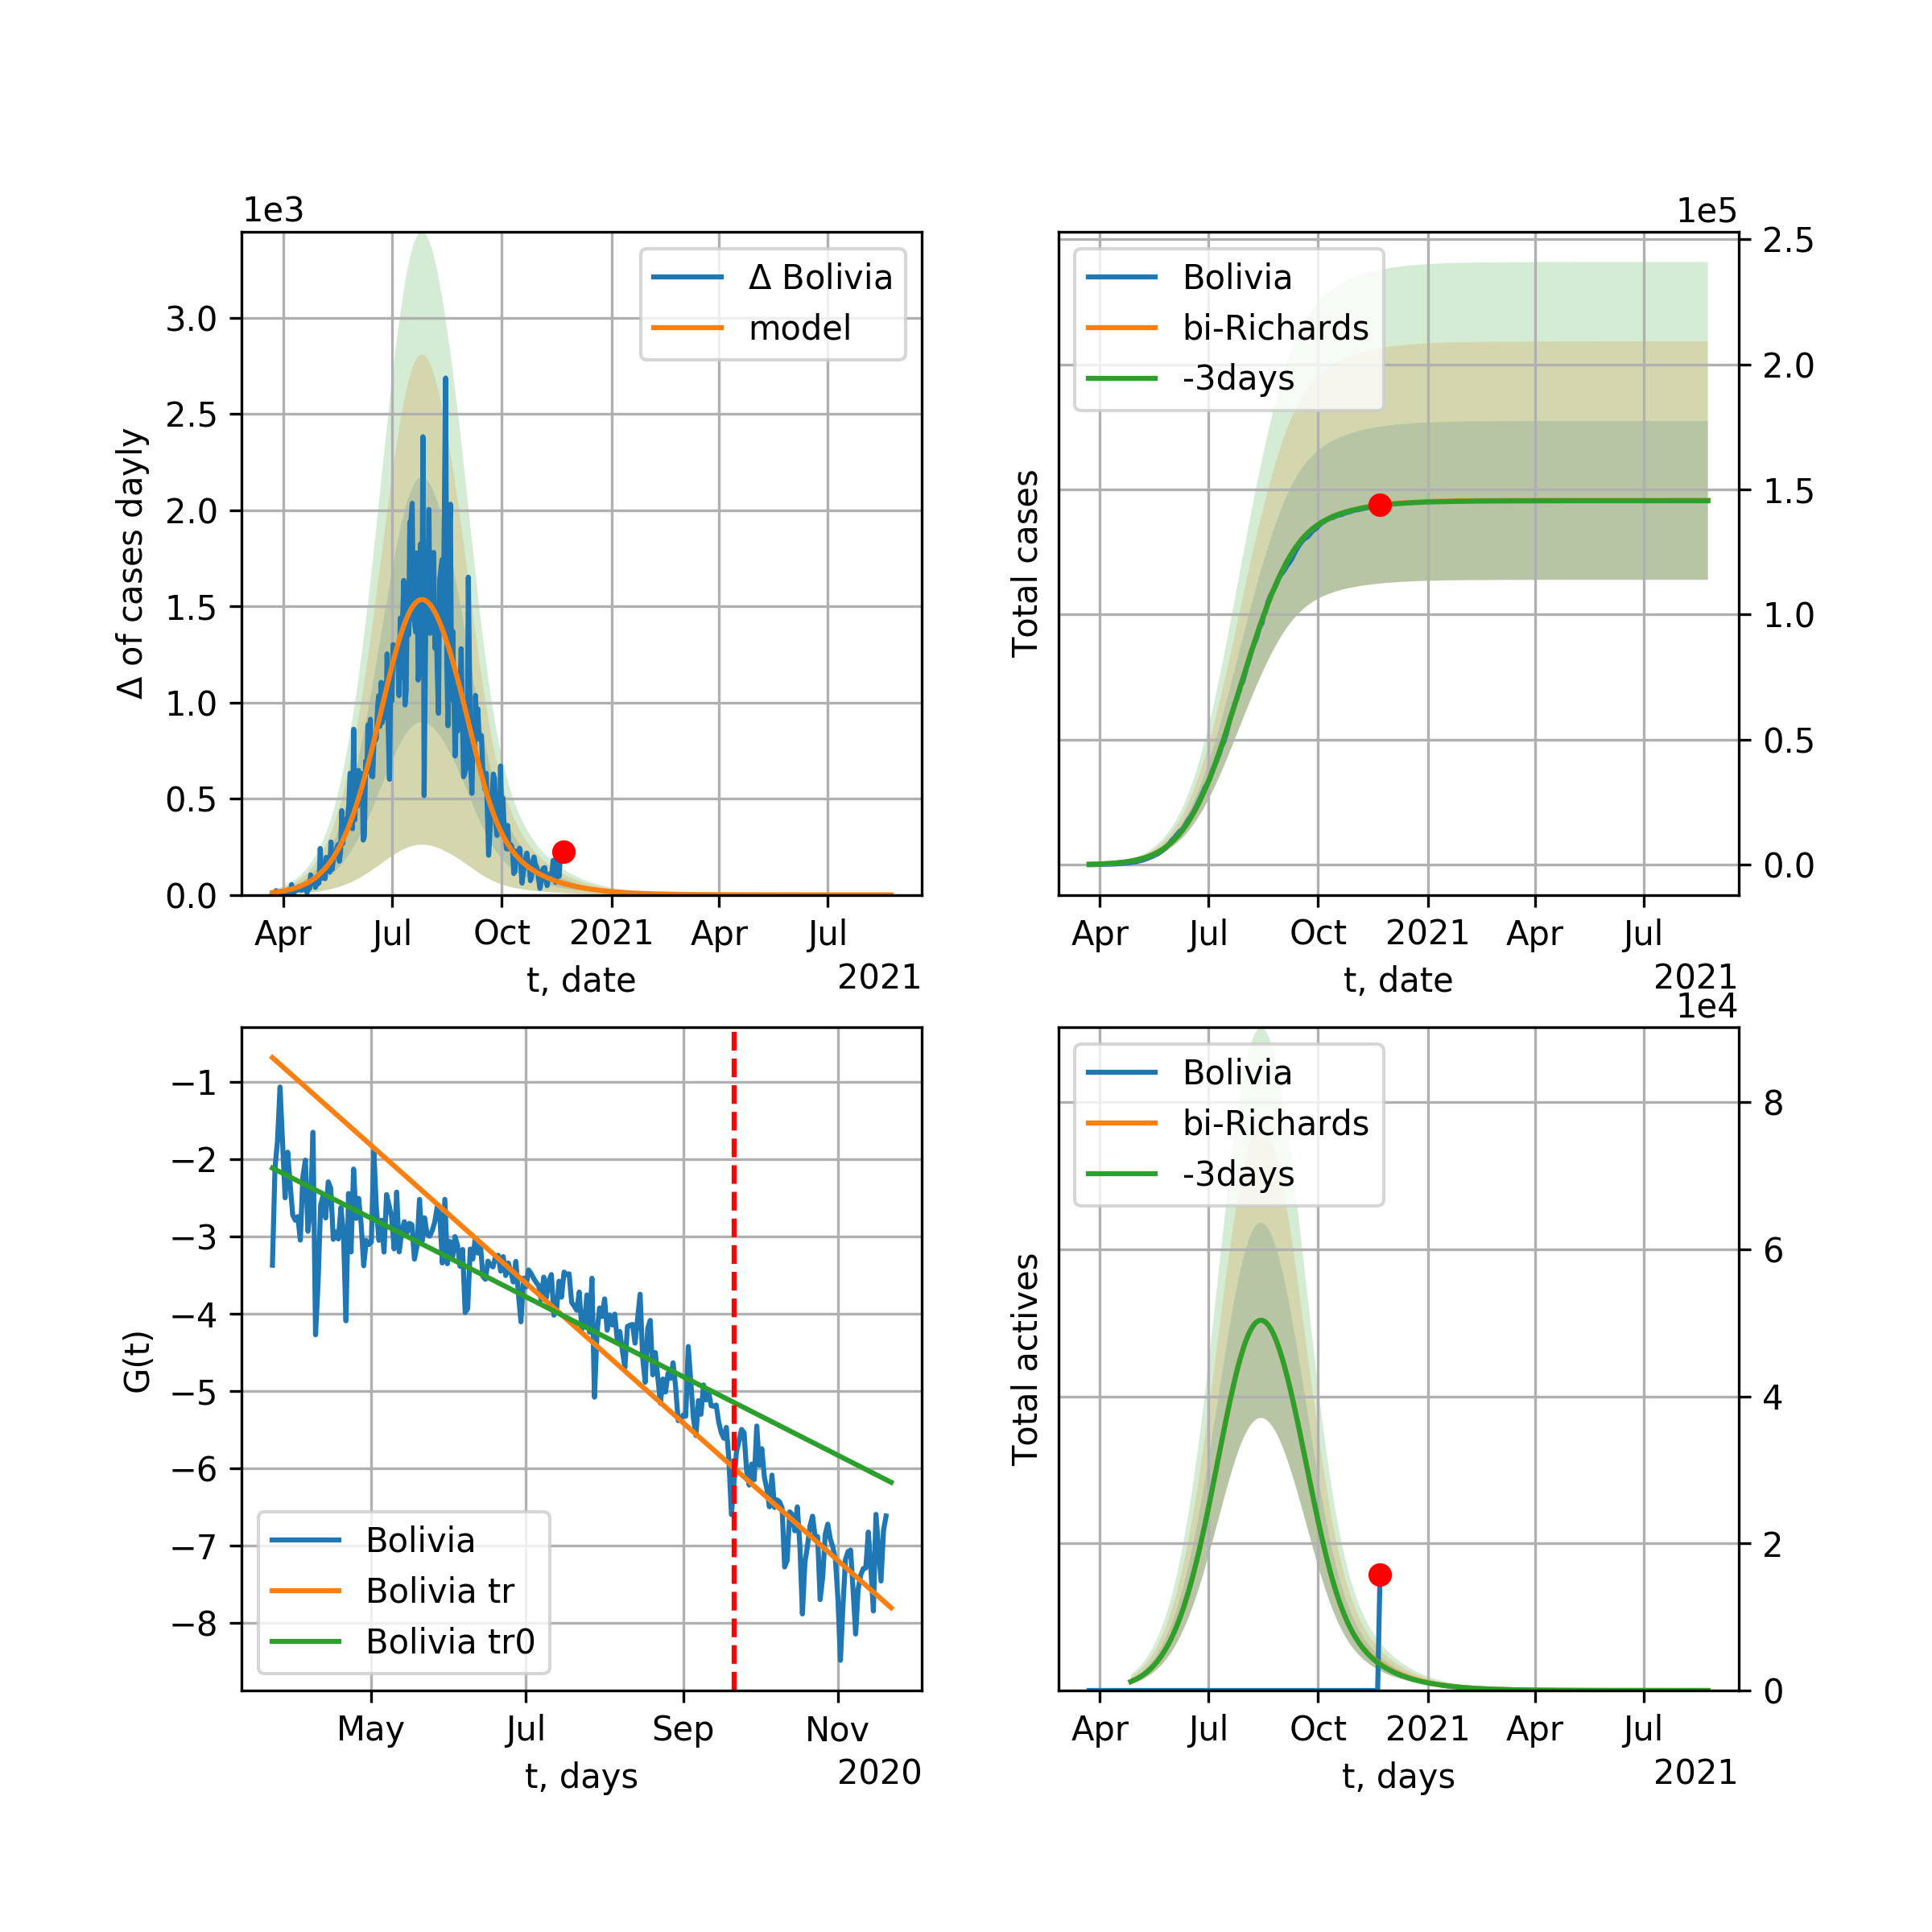 1e3
3.0
2.5
2.0
1.5
1.0
0.5
0.0
Δ of cases dayly
Δ Bolivia
model
Apr Jul Oct 2021 Apr Jul
t, date
2021
1e5
2.5
2.0
1.5
1.0
0.5
0.0
Total cases
Bolivia
bi-Richards
-3days
Apr Jul Oct 2021 Apr Jul
t, date
2021
−1
−2
−3
−4
−5
−6
−7
−8
G(t)
Bolivia
Bolivia tr
Bolivia tr0
May Jul Sep Nov
t, days
2020
1e4
8
6
4
2
0
Total actives
Bolivia
bi-Richards
-3days
Apr Jul Oct 2021 Apr Jul
t, days
2021